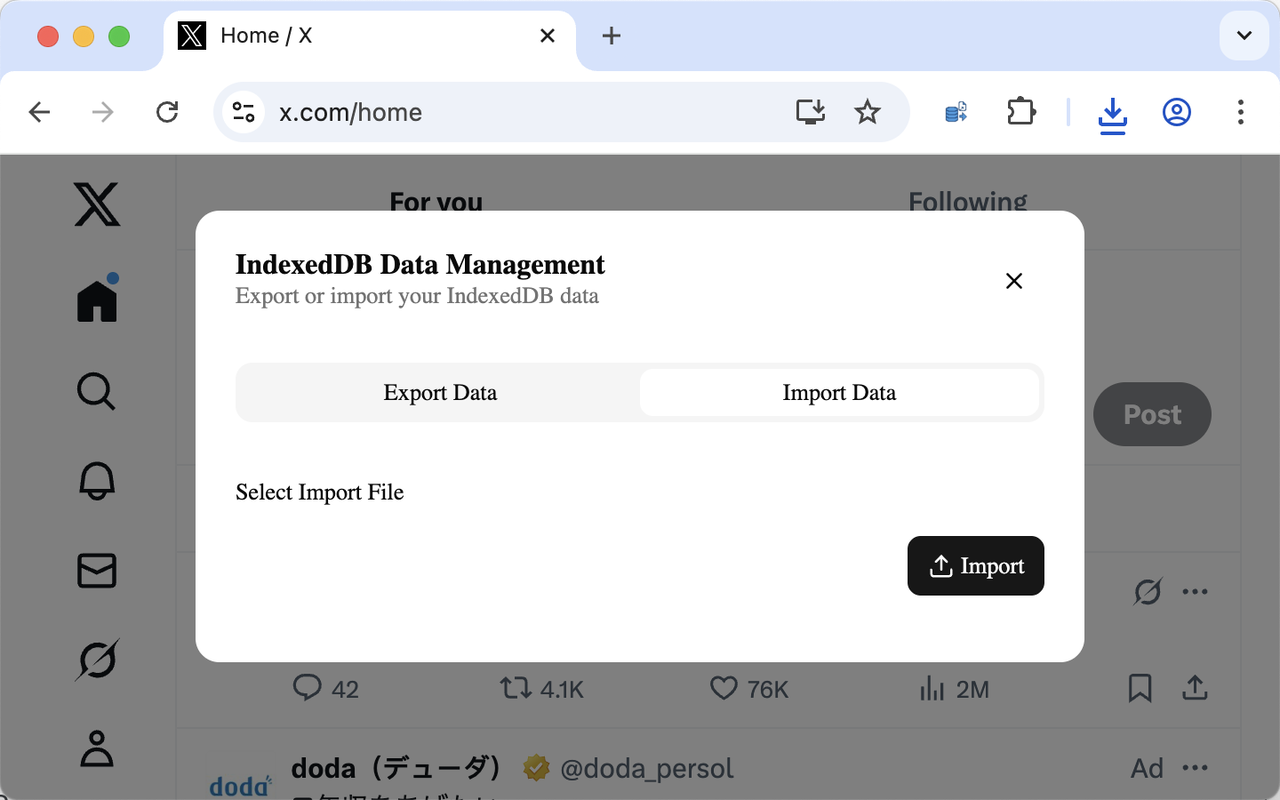 Home / X
x.com/home
For you
Following
IndexedDB Data Management
Export or import your IndexedDB data
Export Data
Import Data
Post
Select Import File
Import
42
4.1K
76K
2M
doda（デューダ）
@doda_persol
Ad
doda